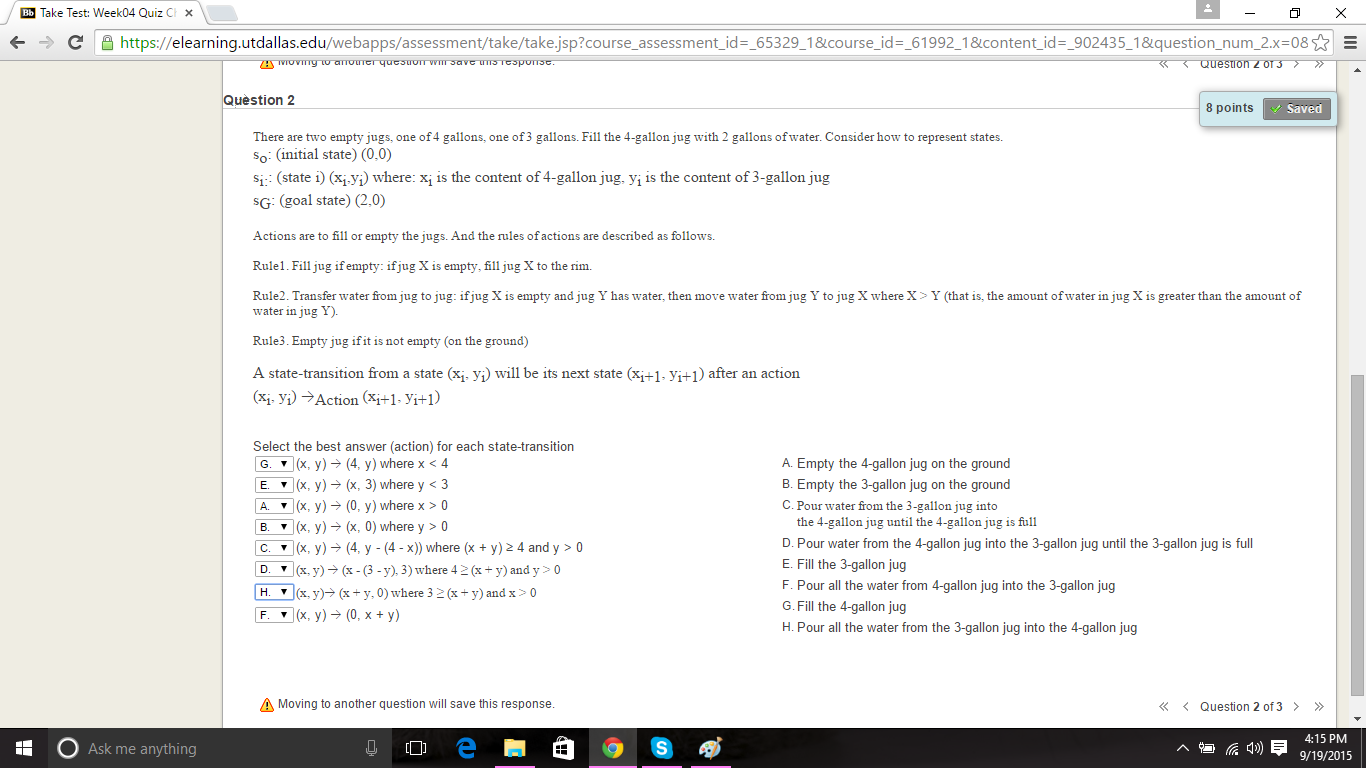 Take Test: Week04 Quiz Ch
https://elearning.utdallas.edu/webapps/assessment/take/take.jsp?course_assessment_id=_65329_1&course_id=_61992_1&content_id=_902435_1&question_num_2.x=08
Moving to another question will save this response.
Question 2 of 3
Question 2
8 points
Saved
There are two empty jugs, one of 4 gallons, one of 3 gallons. Fill the 4-gallon jug with 2 gallons of water. Consider how to represent states.
s₀: (initial state) (0,0)
sᵢ:: (state i) (xᵢ,yᵢ) where: xᵢ is the content of 4-gallon jug, yᵢ is the content of 3-gallon jug
sG: (goal state) (2,0)
Actions are to fill or empty the jugs. And the rules of actions are described as follows.
Rule1. Fill jug if empty: if jug X is empty, fill jug X to the rim.
Rule2. Transfer water from jug to jug: if jug X is empty and jug Y has water, then move water from jug Y to jug X where X > Y (that is, the amount of water in jug X is greater than the amount of
water in jug Y).
Rule3. Empty jug if it is not empty (on the ground)
A state-transition from a state (xᵢ, yᵢ) will be its next state (xᵢ₊₁, yᵢ₊₁) after an action
(xᵢ, yᵢ) →Action (xᵢ₊₁, yᵢ₊₁)
Select the best answer (action) for each state-transition
G. (x, y) → (4, y) where x < 4
E. (x, y) → (x, 3) where y < 3
A. (x, y) → (0, y) where x > 0
B. (x, y) → (x, 0) where y > 0
C. (x, y) → (4, y - (4 - x)) where (x + y) ≥ 4 and y > 0
D. (x, y) → (x - (3 - y), 3) where 4 ≥ (x + y) and y > 0
H. (x, y)→ (x + y, 0) where 3 ≥ (x + y) and x > 0
F. (x, y) → (0, x + y)
A. Empty the 4-gallon jug on the ground
B. Empty the 3-gallon jug on the ground
C. Pour water from the 3-gallon jug into
the 4-gallon jug until the 4-gallon jug is full
D. Pour water from the 4-gallon jug into the 3-gallon jug until the 3-gallon jug is full
E. Fill the 3-gallon jug
F. Pour all the water from 4-gallon jug into the 3-gallon jug
G. Fill the 4-gallon jug
H. Pour all the water from the 3-gallon jug into the 4-gallon jug
Moving to another question will save this response.
Question 2 of 3
Ask me anything
4:15 PM
9/19/2015